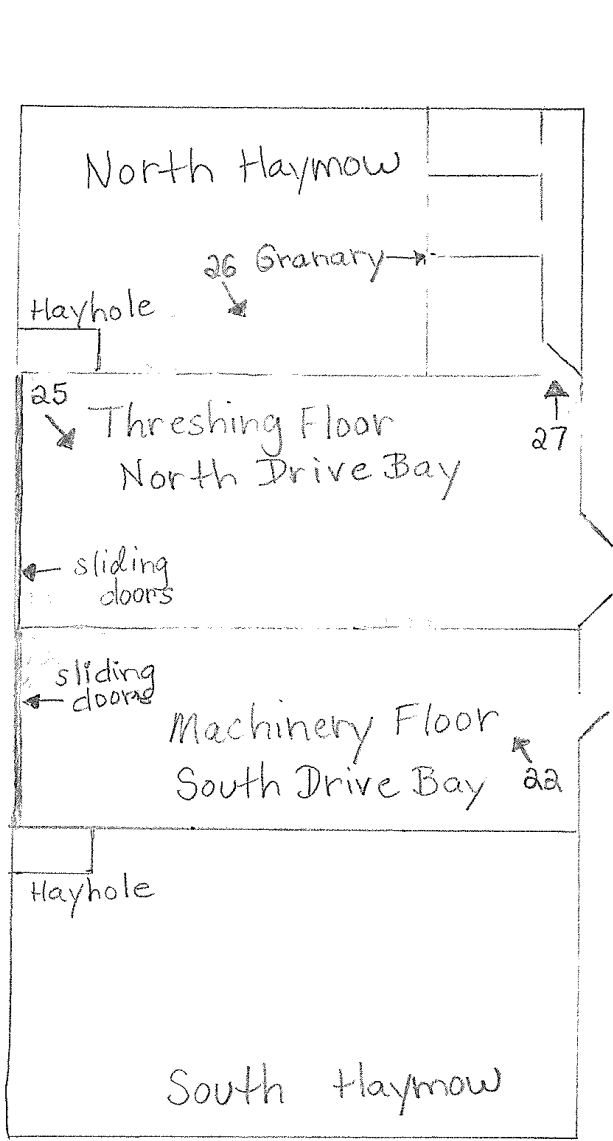 North Haymow
26 Granary
Hayhole
25
Threshing Floor
North Drive Bay
27
sliding
doors
sliding
doors
Machinery Floor
South Drive Bay
22
Hayhole
South Haymow